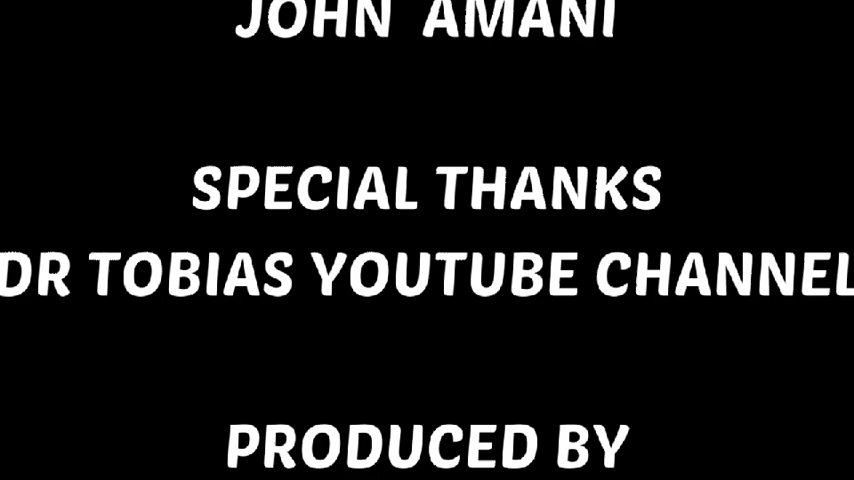 JOHN AMANI
SPECIAL THANKS
DR TOBIAS YOUTUBE CHANNEL
PRODUCED BY